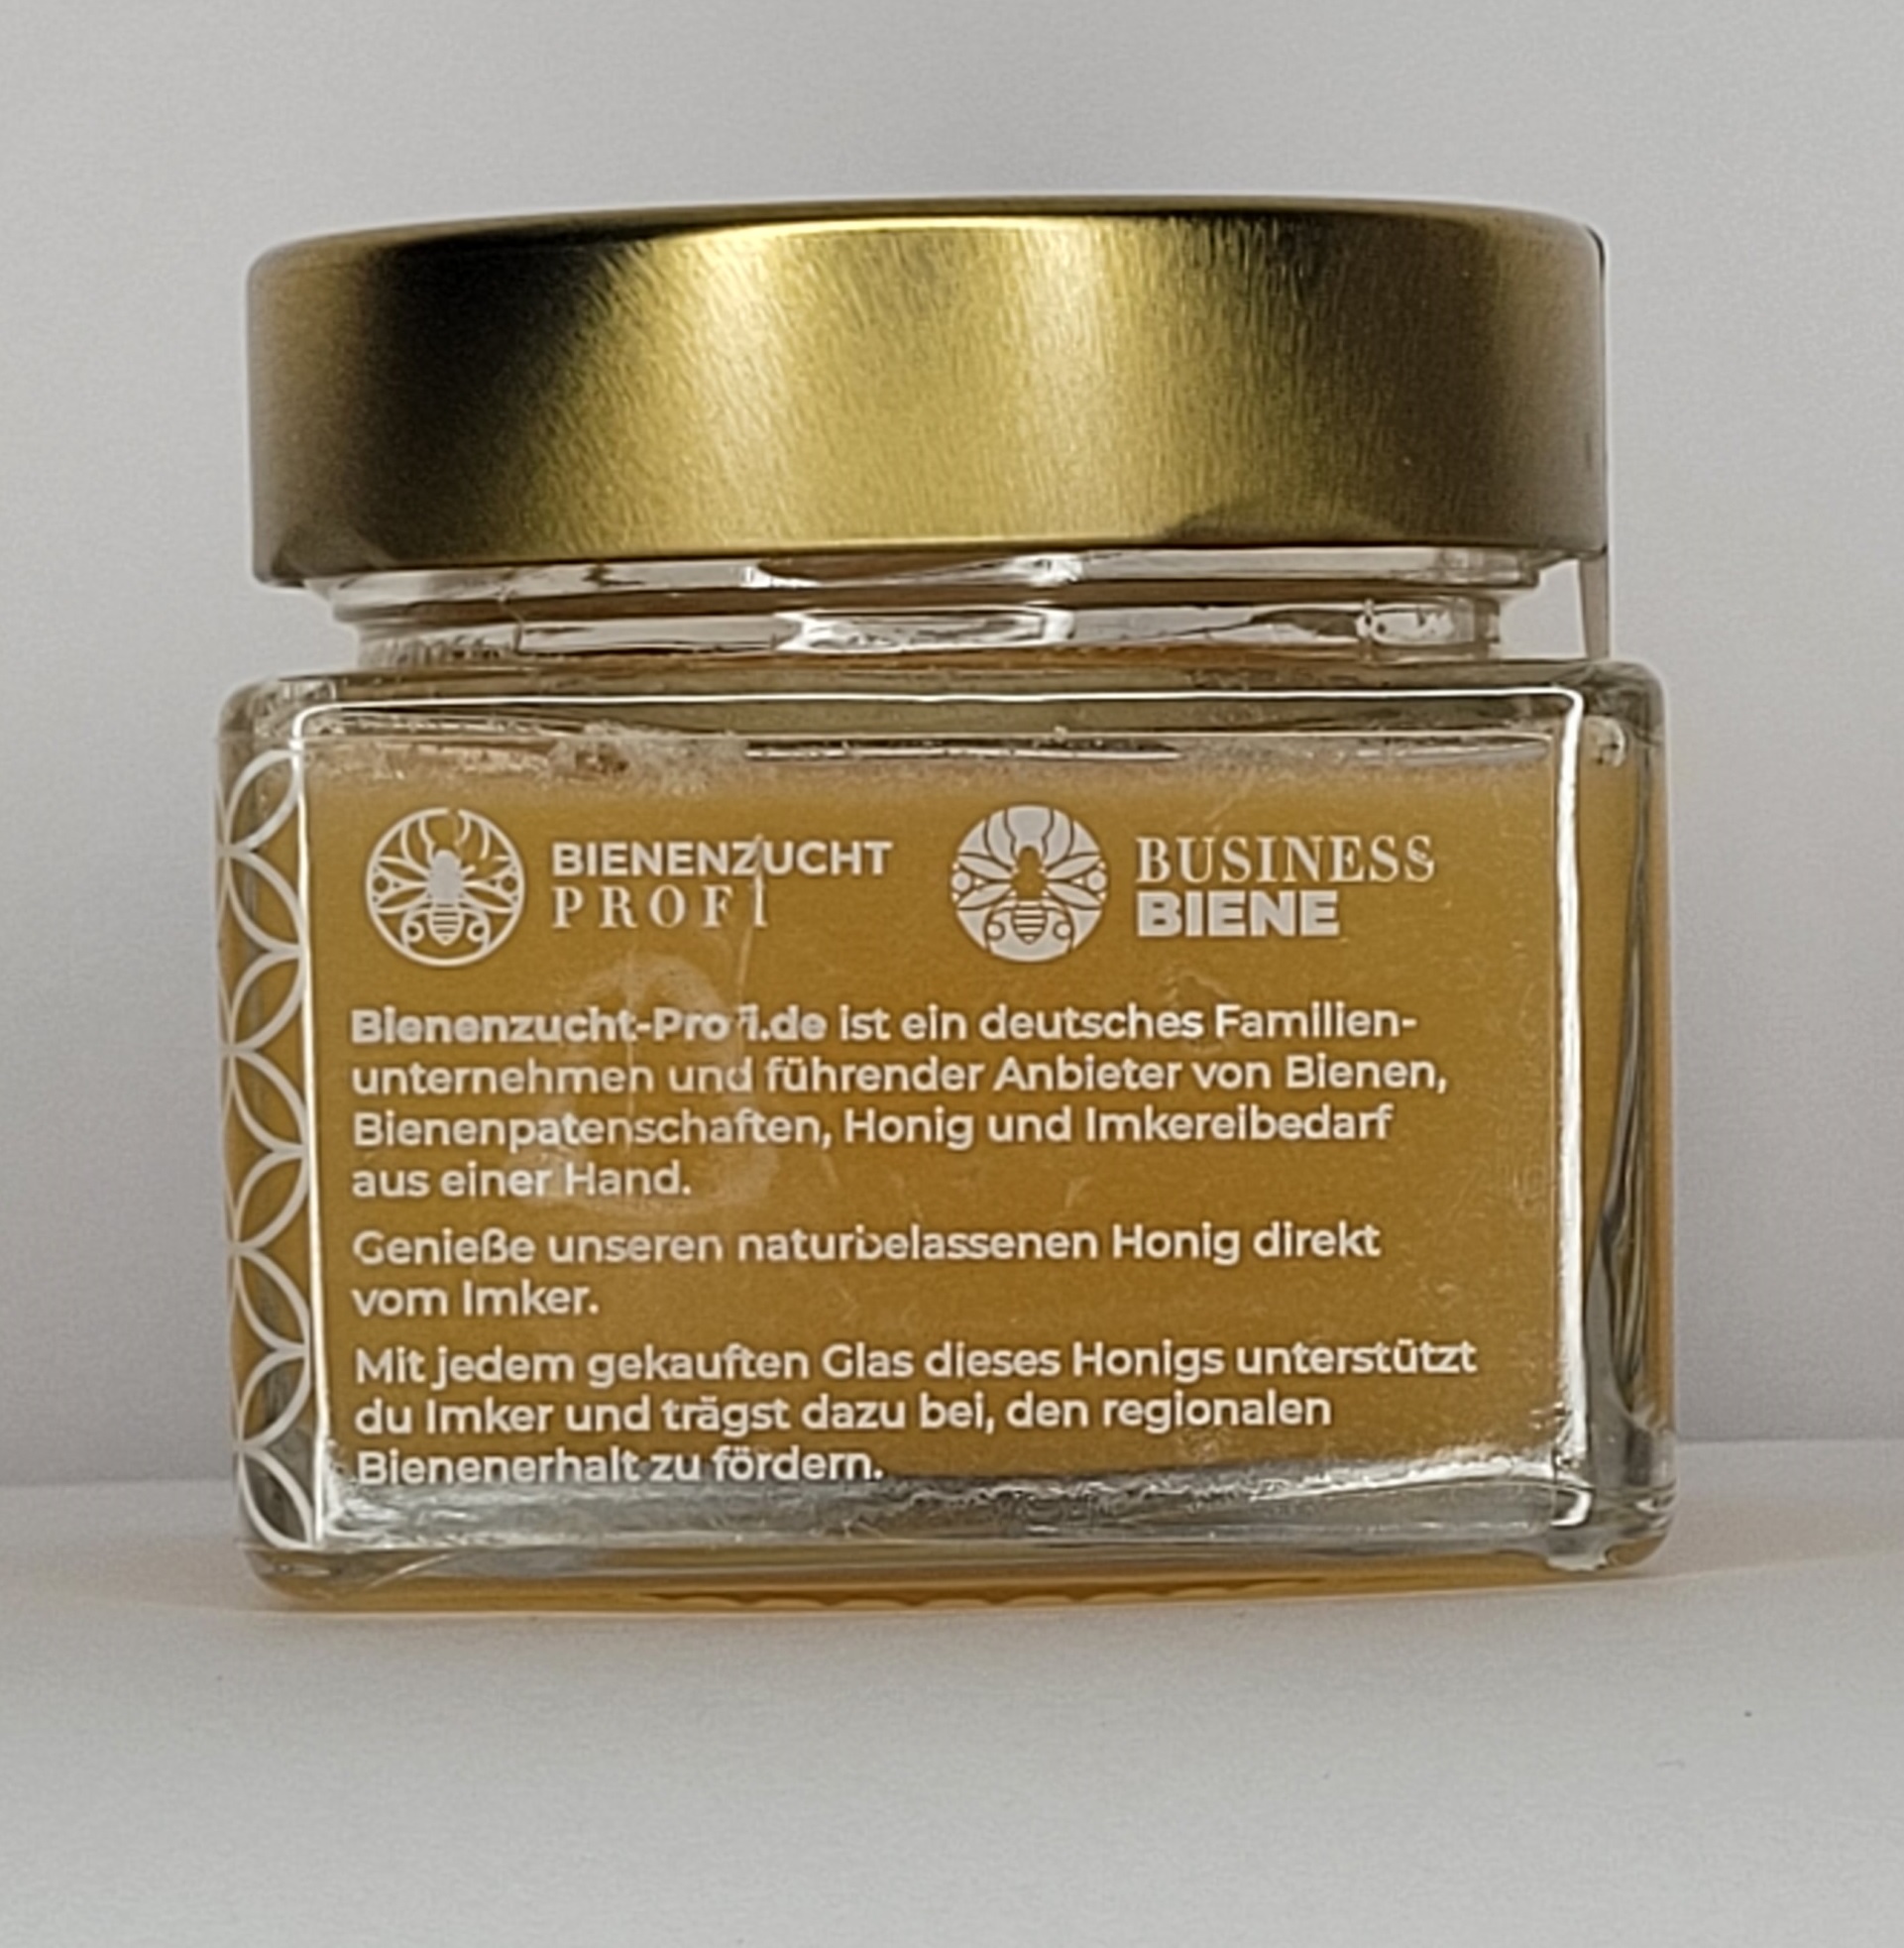 BIENENZUCHT
PROFI
BUSINESS
BIENE
Bienenzucht-Profi.de ist ein deutsches Familien-
unternehmen und führender Anbieter von Bienen,
Bienenpatenschaften, Honig und Imkereibedarf
aus einer Hand.
Genieße unseren naturbelassenen Honig direkt
vom Imker.
Mit jedem gekauften Glas dieses Honigs unterstützt
du Imker und trägst dazu bei, den regionalen
Bienenerhalt zu fördern.